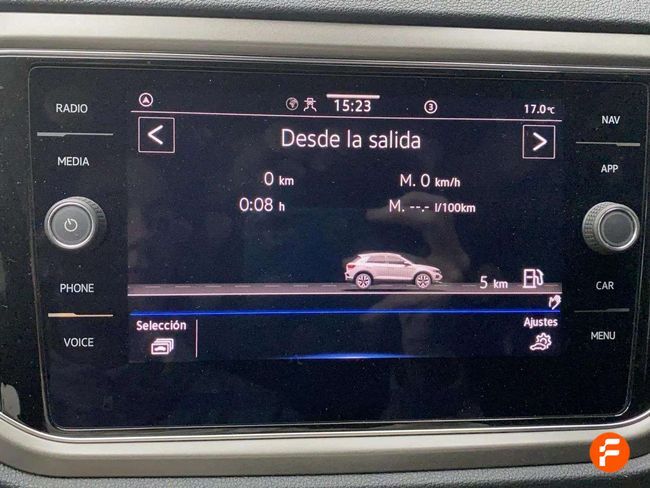 RADIO
MEDIA
PHONE
VOICE
15:23
3
17.0°C
Desde la salida
0 km
M. 0 km/h
0:08 h
M. --.- l/100km
5 km
Selección
Ajustes
NAV
APP
CAR
MENU